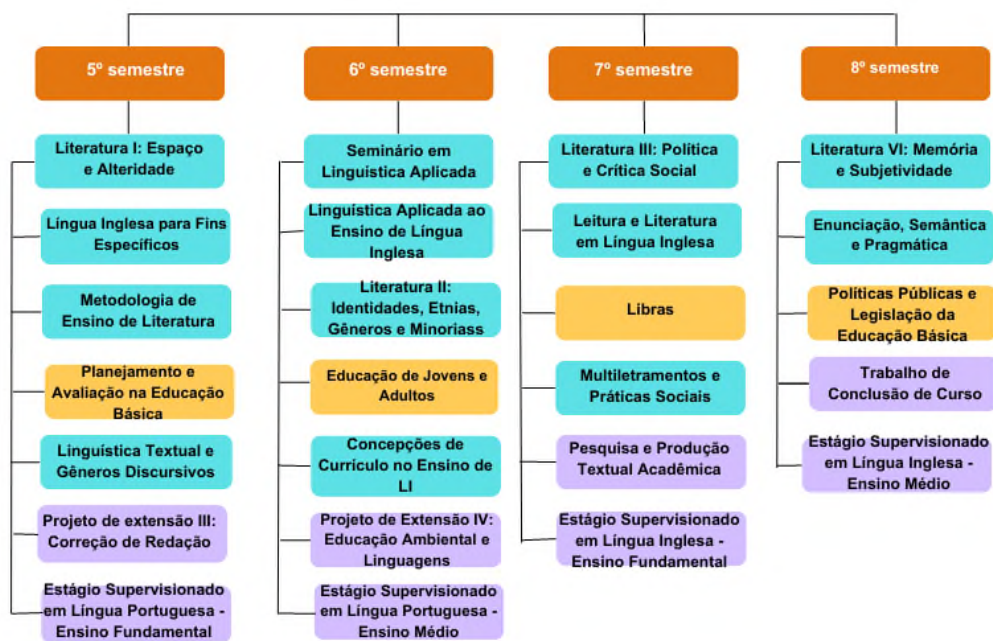 5º semestre
6º semestre
7º semestre
8º semestre
Literatura I: Espaço
e Alteridade
Língua Inglesa para Fins
Específicos
Metodologia de
Ensino de Literatura
Planejamento e
Avaliação na Educação
Básica
Linguística Textual e
Gêneros Discursivos
Projeto de extensão III:
Correção de Redação
Estágio Supervisionado
em Língua Portuguesa -
Ensino Fundamental
Seminário em
Linguística Aplicada
Linguística Aplicada ao
Ensino de Língua
Inglesa
Literatura II:
Identidades, Etnias,
Gêneros e Minoriass
Educação de Jovens e
Adultos
Concepções de
Currículo no Ensino de
LI
Projeto de Extensão IV:
Educação Ambiental e
Linguagens
Estágio Supervisionado
em Língua Portuguesa -
Ensino Médio
Literatura III: Política
e Crítica Social
Leitura e Literatura
em Língua Inglesa
Libras
Multiletramentos e
Práticas Sociais
Pesquisa e Produção
Textual Acadêmica
Estágio Supervisionado
em Língua Inglesa -
Ensino Fundamental
Literatura VI: Memória
e Subjetividade
Enunciação, Semântica
e Pragmática
Políticas Públicas e
Legislação da
Educação Básica
Trabalho de
Conclusão de Curso
Estágio Supervisionado
em Língua Inglesa -
Ensino Médio